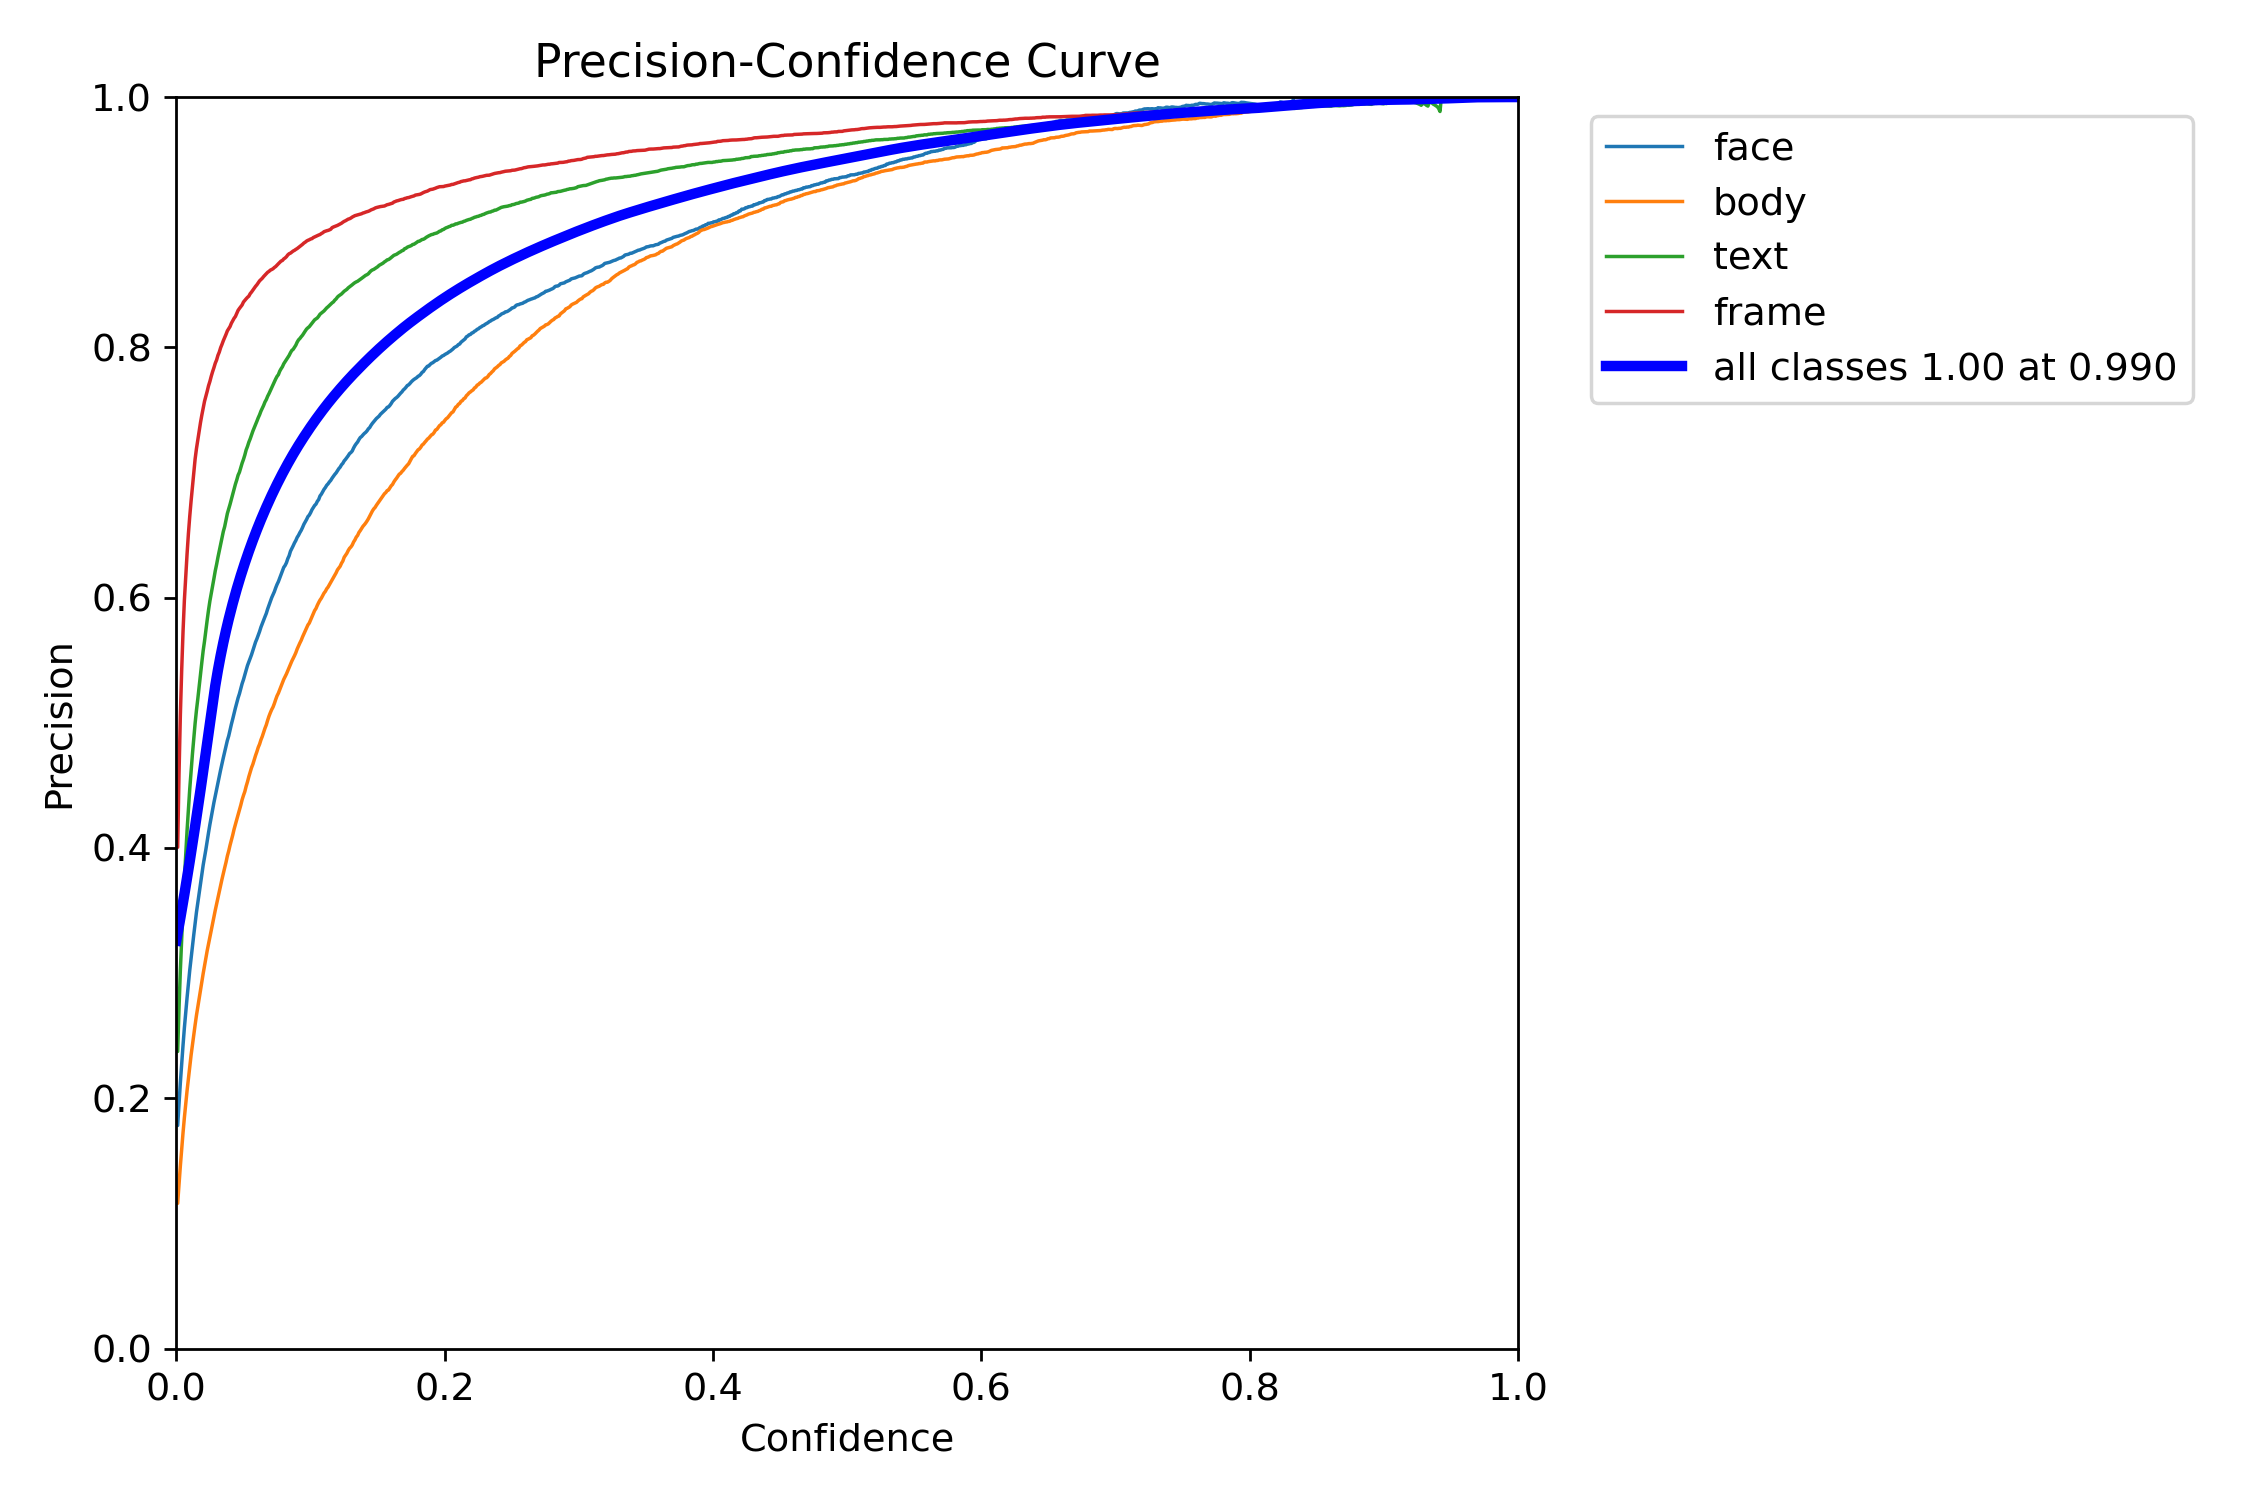 Precision-Confidence Curve
1.0
0.8
0.6
0.4
0.2
0.0
Precision
0.0 0.2 0.4 0.6 0.8 1.0
Confidence
face
body
text
frame
all classes 1.00 at 0.990